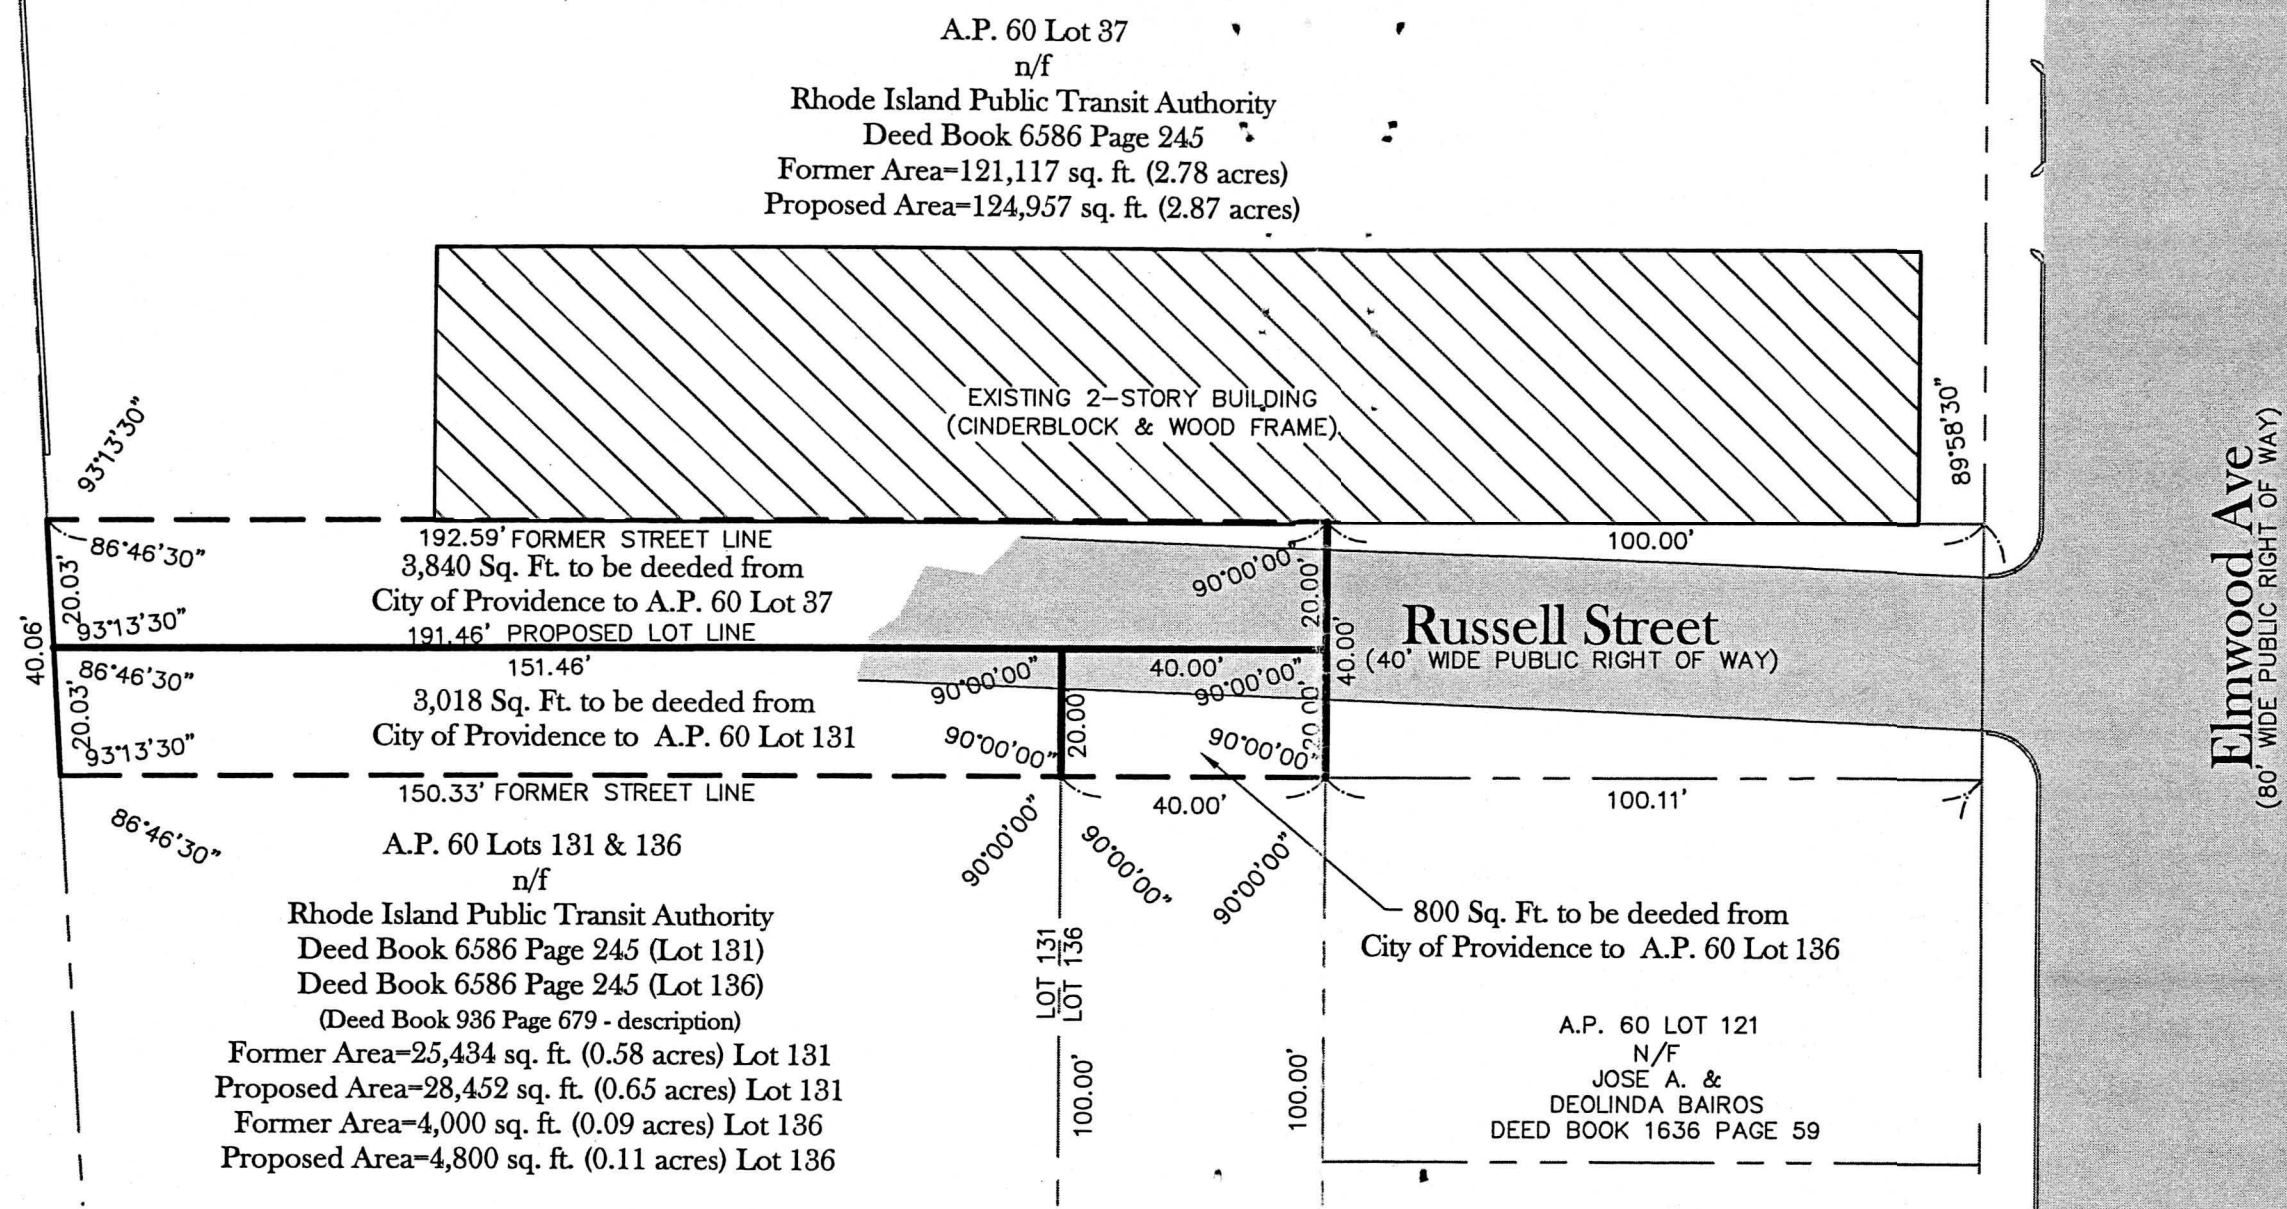 A.P. 60 Lot 37
n/f
Rhode Island Public Transit Authority
Deed Book 6586 Page 245
Former Area=121,117 sq. ft. (2.78 acres)
Proposed Area=124,957 sq. ft. (2.87 acres)
EXISTING 2-STORY BUILDING
(CINDERBLOCK & WOOD FRAME)
89°58'30"
93°13'30"
86°46'30"
192.59' FORMER STREET LINE
3,840 Sq. Ft. to be deeded from
City of Providence to A.P. 60 Lot 37
191.46' PROPOSED LOT LINE
20.03'
93°13'30"
40.06'
90°00'00"
20.00'
100.00'
Russell Street
(40' WIDE PUBLIC RIGHT OF WAY)
40.00'
Elmwood Ave
(80' WIDE PUBLIC RIGHT OF WAY)
86°46'30"
151.46'
3,018 Sq. Ft. to be deeded from
City of Providence to A.P. 60 Lot 131
20.03'
93°13'30"
90°00'00"
40.00'
90°00'00"
90°00'00"
20.00'
90°00'00"
20.00'
150.33' FORMER STREET LINE
40.00'
100.11'
86°46'30"
90°00'00"
90°00'00"
90°00'00"
A.P. 60 Lots 131 & 136
n/f
Rhode Island Public Transit Authority
Deed Book 6586 Page 245 (Lot 131)
Deed Book 6586 Page 245 (Lot 136)
(Deed Book 936 Page 679 - description)
Former Area=25,434 sq. ft. (0.58 acres) Lot 131
Proposed Area=28,452 sq. ft. (0.65 acres) Lot 131
Former Area=4,000 sq. ft. (0.09 acres) Lot 136
Proposed Area=4,800 sq. ft. (0.11 acres) Lot 136
LOT 131
LOT 136
100.00'
100.00'
800 Sq. Ft. to be deeded from
City of Providence to A.P. 60 Lot 136
A.P. 60 LOT 121
N/F
JOSE A. &
DEOLINDA BAIROS
DEED BOOK 1636 PAGE 59